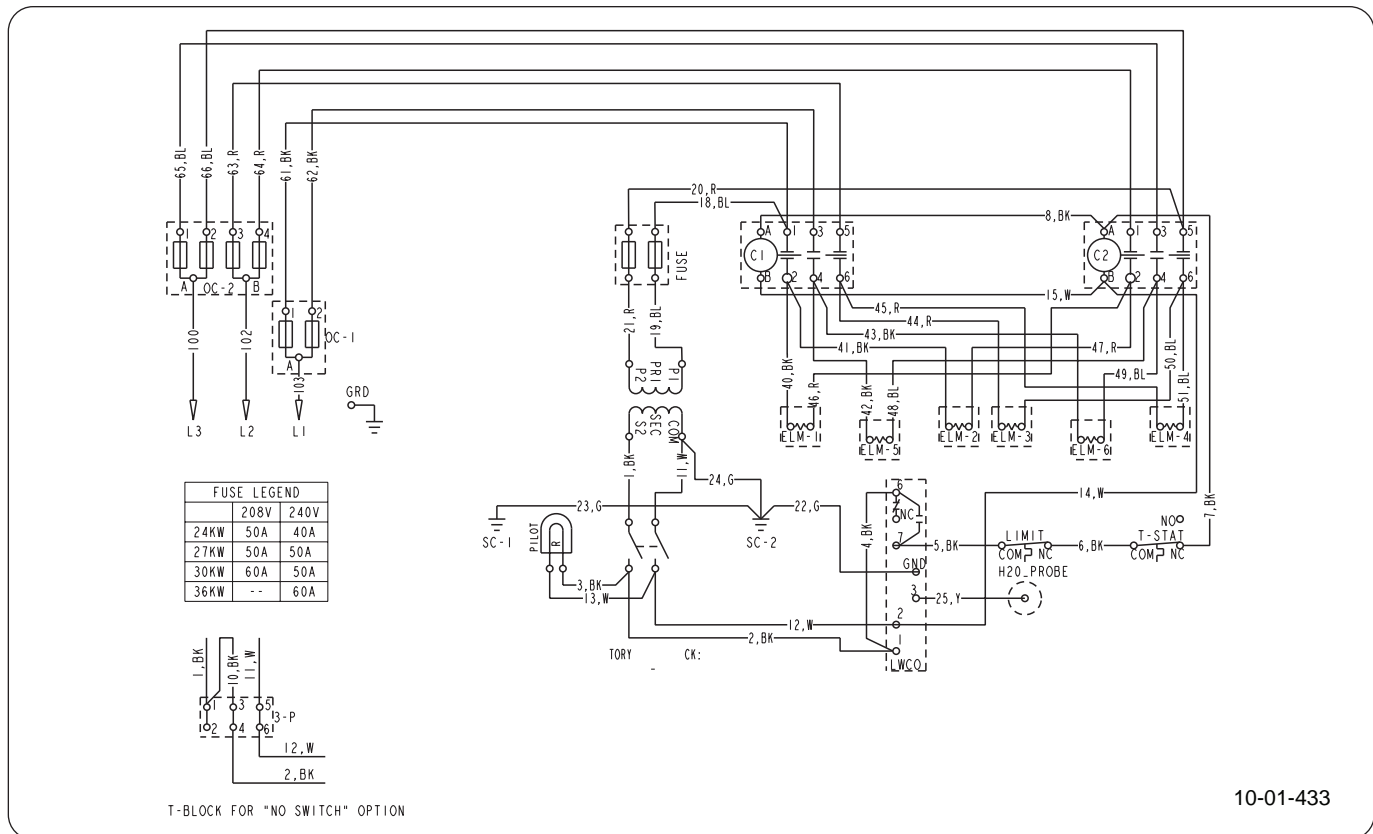 65,BL
66,BL
63,R
64,R
61,BK
62,BK
20,R
18,BL
8,BK
1 2 3 4
A OC-2 B
1 2
OC-1
A
100
102
103
L3 L2 L1
GRD
FUSE
A 1 3 5
C1
B 2 4 6
A 1 3 5
C2
B 2 4 6
15,W
45,R
44,R
43,BK
41,BK
47,R
21,R
19,BL
P2 PRI P1
S2 SEC COM
40,BK
46,R
42,BK
48,BL
49,BL
50,BL
51,BL
ELM-1
ELM-5
ELM-2
ELM-3
ELM-6
ELM-4
1,BK
11,W
24,G
23,G
22,G
14,W
7,BK
SC-1
SC-2
PILOT
R
3,BK
13,W
4,BK
6
NC
7
GND
3
2
1
LWCO
5,BK
LIMIT
COM NC
6,BK
NO
T-STAT
COM NC
H2O_PROBE
25,Y
12,W
2,BK
TORY CK:
_
FUSE LEGEND
208V 240V
24KW 50A 40A
27KW 50A 50A
30KW 60A 50A
36KW -- 60A
1,BK
10,BK
11,W
1 3 5
3-P
2 4 6
12,W
2,BK
T-BLOCK FOR "NO SWITCH" OPTION
10-01-433